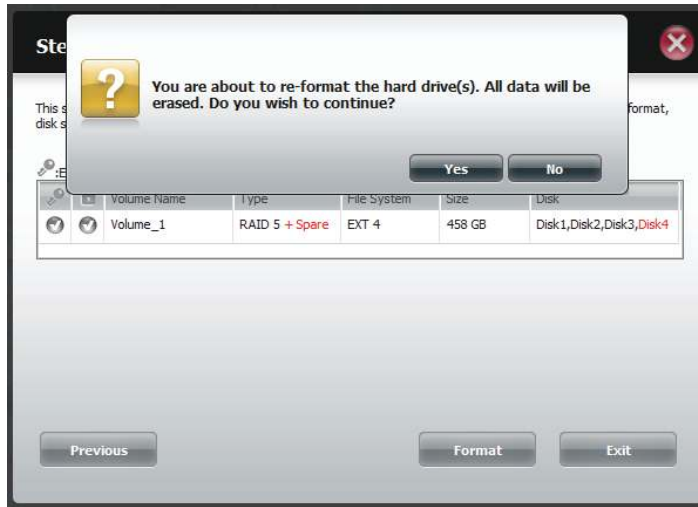 Ste
You are about to re-format the hard drive(s). All data will be
erased. Do you wish to continue?
Yes No
This s format,
disk s
:E
Volume Name Type File System Size Disk
Volume_1 RAID 5 + Spare EXT 4 458 GB Disk1,Disk2,Disk3,Disk4
Previous Format Exit